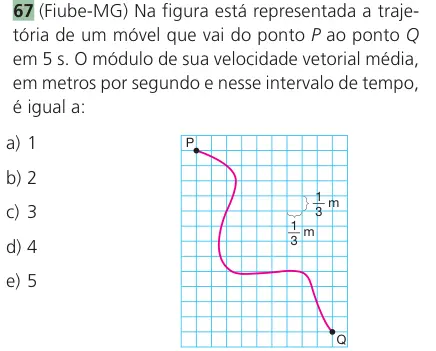 67 (Fiube-MG) Na figura está representada a traje-
tória de um móvel que vai do ponto P ao ponto Q
em 5 s. O módulo de sua velocidade vetorial média,
em metros por segundo e nesse intervalo de tempo,
é igual a:
a) 1
b) 2
c) 3
d) 4
e) 5
P
1/3 m
1/3 m
Q